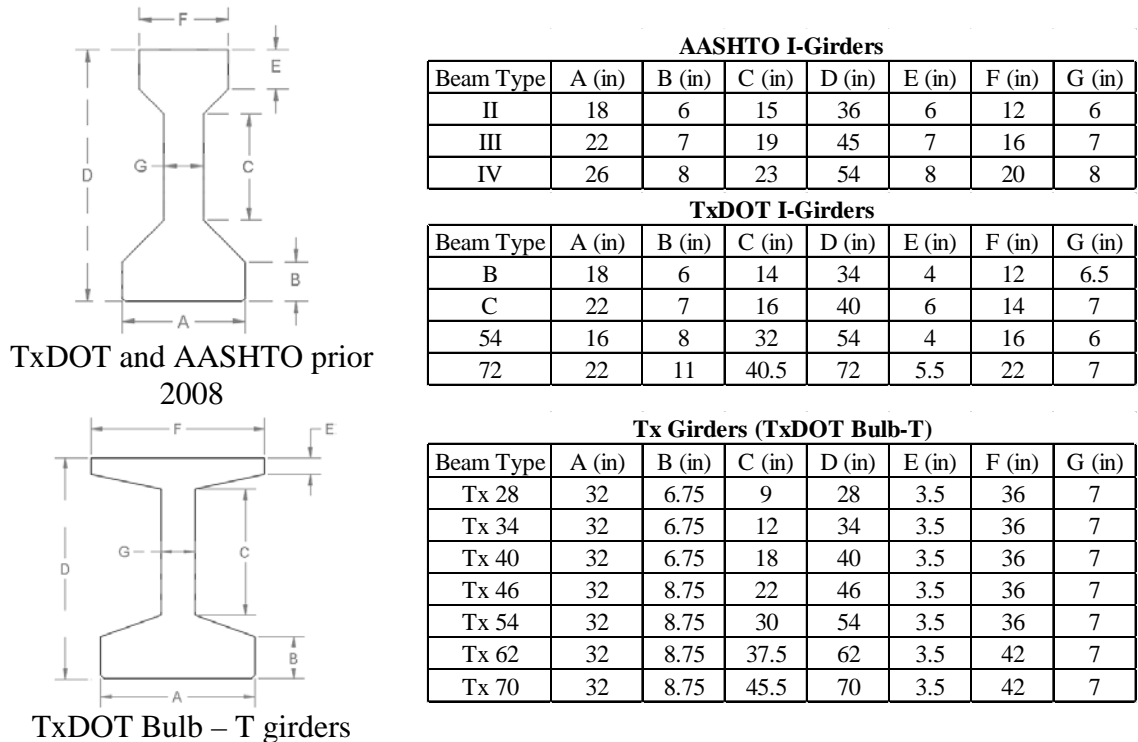 F
E
D
G
C
B
A
TxDOT and AASHTO prior
2008
F
E
D
G
C
B
A
TxDOT Bulb – T girders
AASHTO I-Girders
Beam Type A (in) B (in) C (in) D (in) E (in) F (in) G (in)
II 18 6 15 36 6 12 6
III 22 7 19 45 7 16 7
IV 26 8 23 54 8 20 8
TxDOT I-Girders
Beam Type A (in) B (in) C (in) D (in) E (in) F (in) G (in)
B 18 6 14 34 4 12 6.5
C 22 7 16 40 6 14 7
54 16 8 32 54 4 16 6
72 22 11 40.5 72 5.5 22 7
Tx Girders (TxDOT Bulb-T)
Beam Type A (in) B (in) C (in) D (in) E (in) F (in) G (in)
Tx 28 32 6.75 9 28 3.5 36 7
Tx 34 32 6.75 12 34 3.5 36 7
Tx 40 32 6.75 18 40 3.5 36 7
Tx 46 32 8.75 22 46 3.5 36 7
Tx 54 32 8.75 30 54 3.5 36 7
Tx 62 32 8.75 37.5 62 3.5 42 7
Tx 70 32 8.75 45.5 70 3.5 42 7